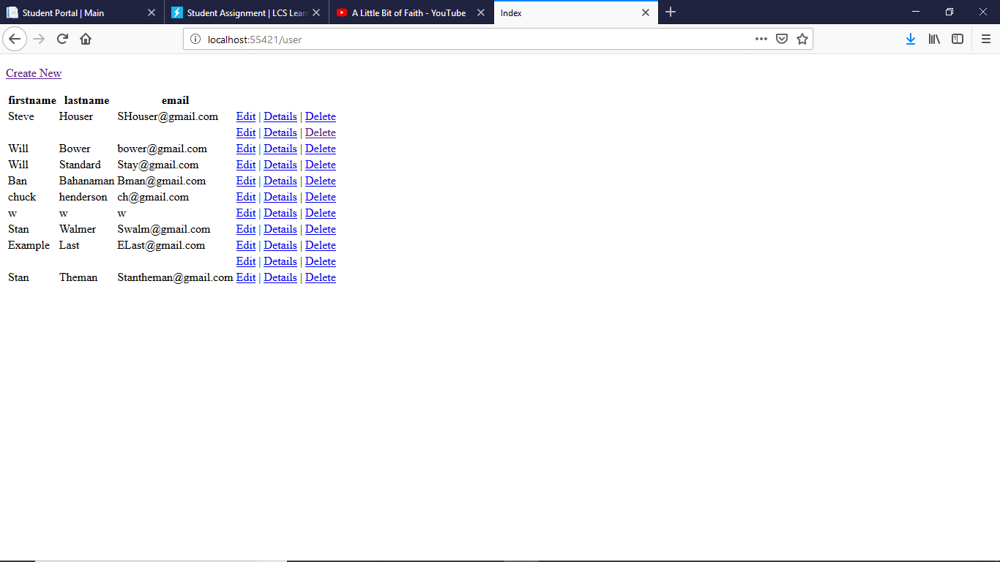 Student Portal | Main
Student Assignment | LCS Lear
A Little Bit of Faith - YouTube
Index
localhost:55421/user
Create New
firstname lastname email
Steve Houser SHouser@gmail.com Edit | Details | Delete
Edit | Details | Delete
Will Bower bower@gmail.com Edit | Details | Delete
Will Standard Stay@gmail.com Edit | Details | Delete
Ban Bahanaman Bman@gmail.com Edit | Details | Delete
chuck henderson ch@gmail.com Edit | Details | Delete
w w w Edit | Details | Delete
Stan Walmer Swalm@gmail.com Edit | Details | Delete
Example Last ELast@gmail.com Edit | Details | Delete
Edit | Details | Delete
Stan Theman Stantheman@gmail.com Edit | Details | Delete